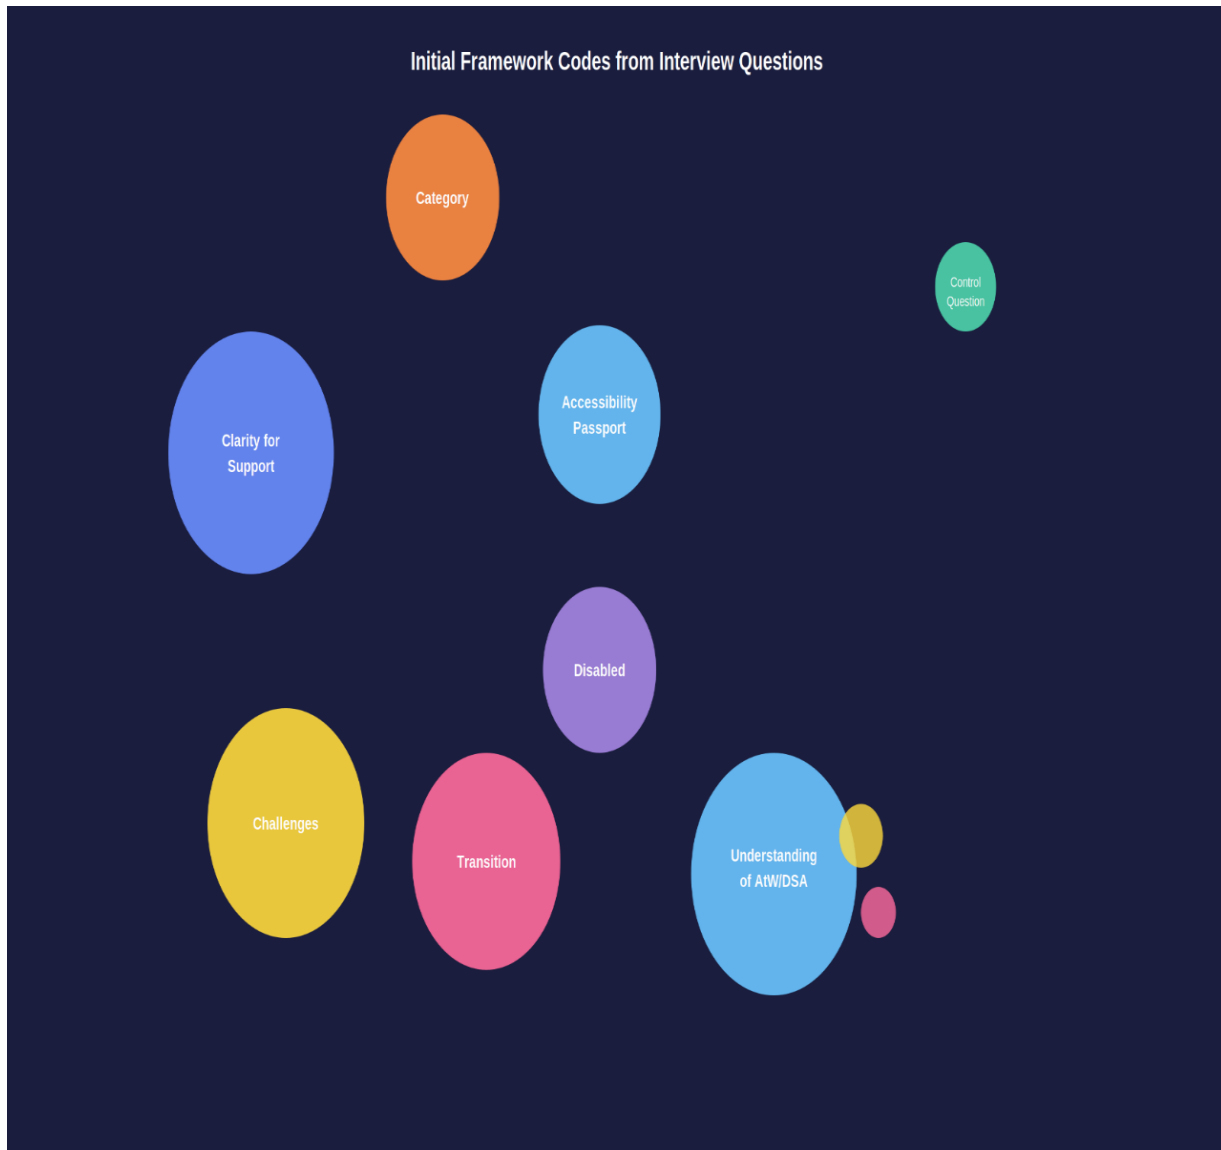 Initial Framework Codes from Interview Questions
Category
Control
Question
Accessibility
Passport
Clarity for
Support
Disabled
Challenges
Transition
Understanding
of AtW/DSA